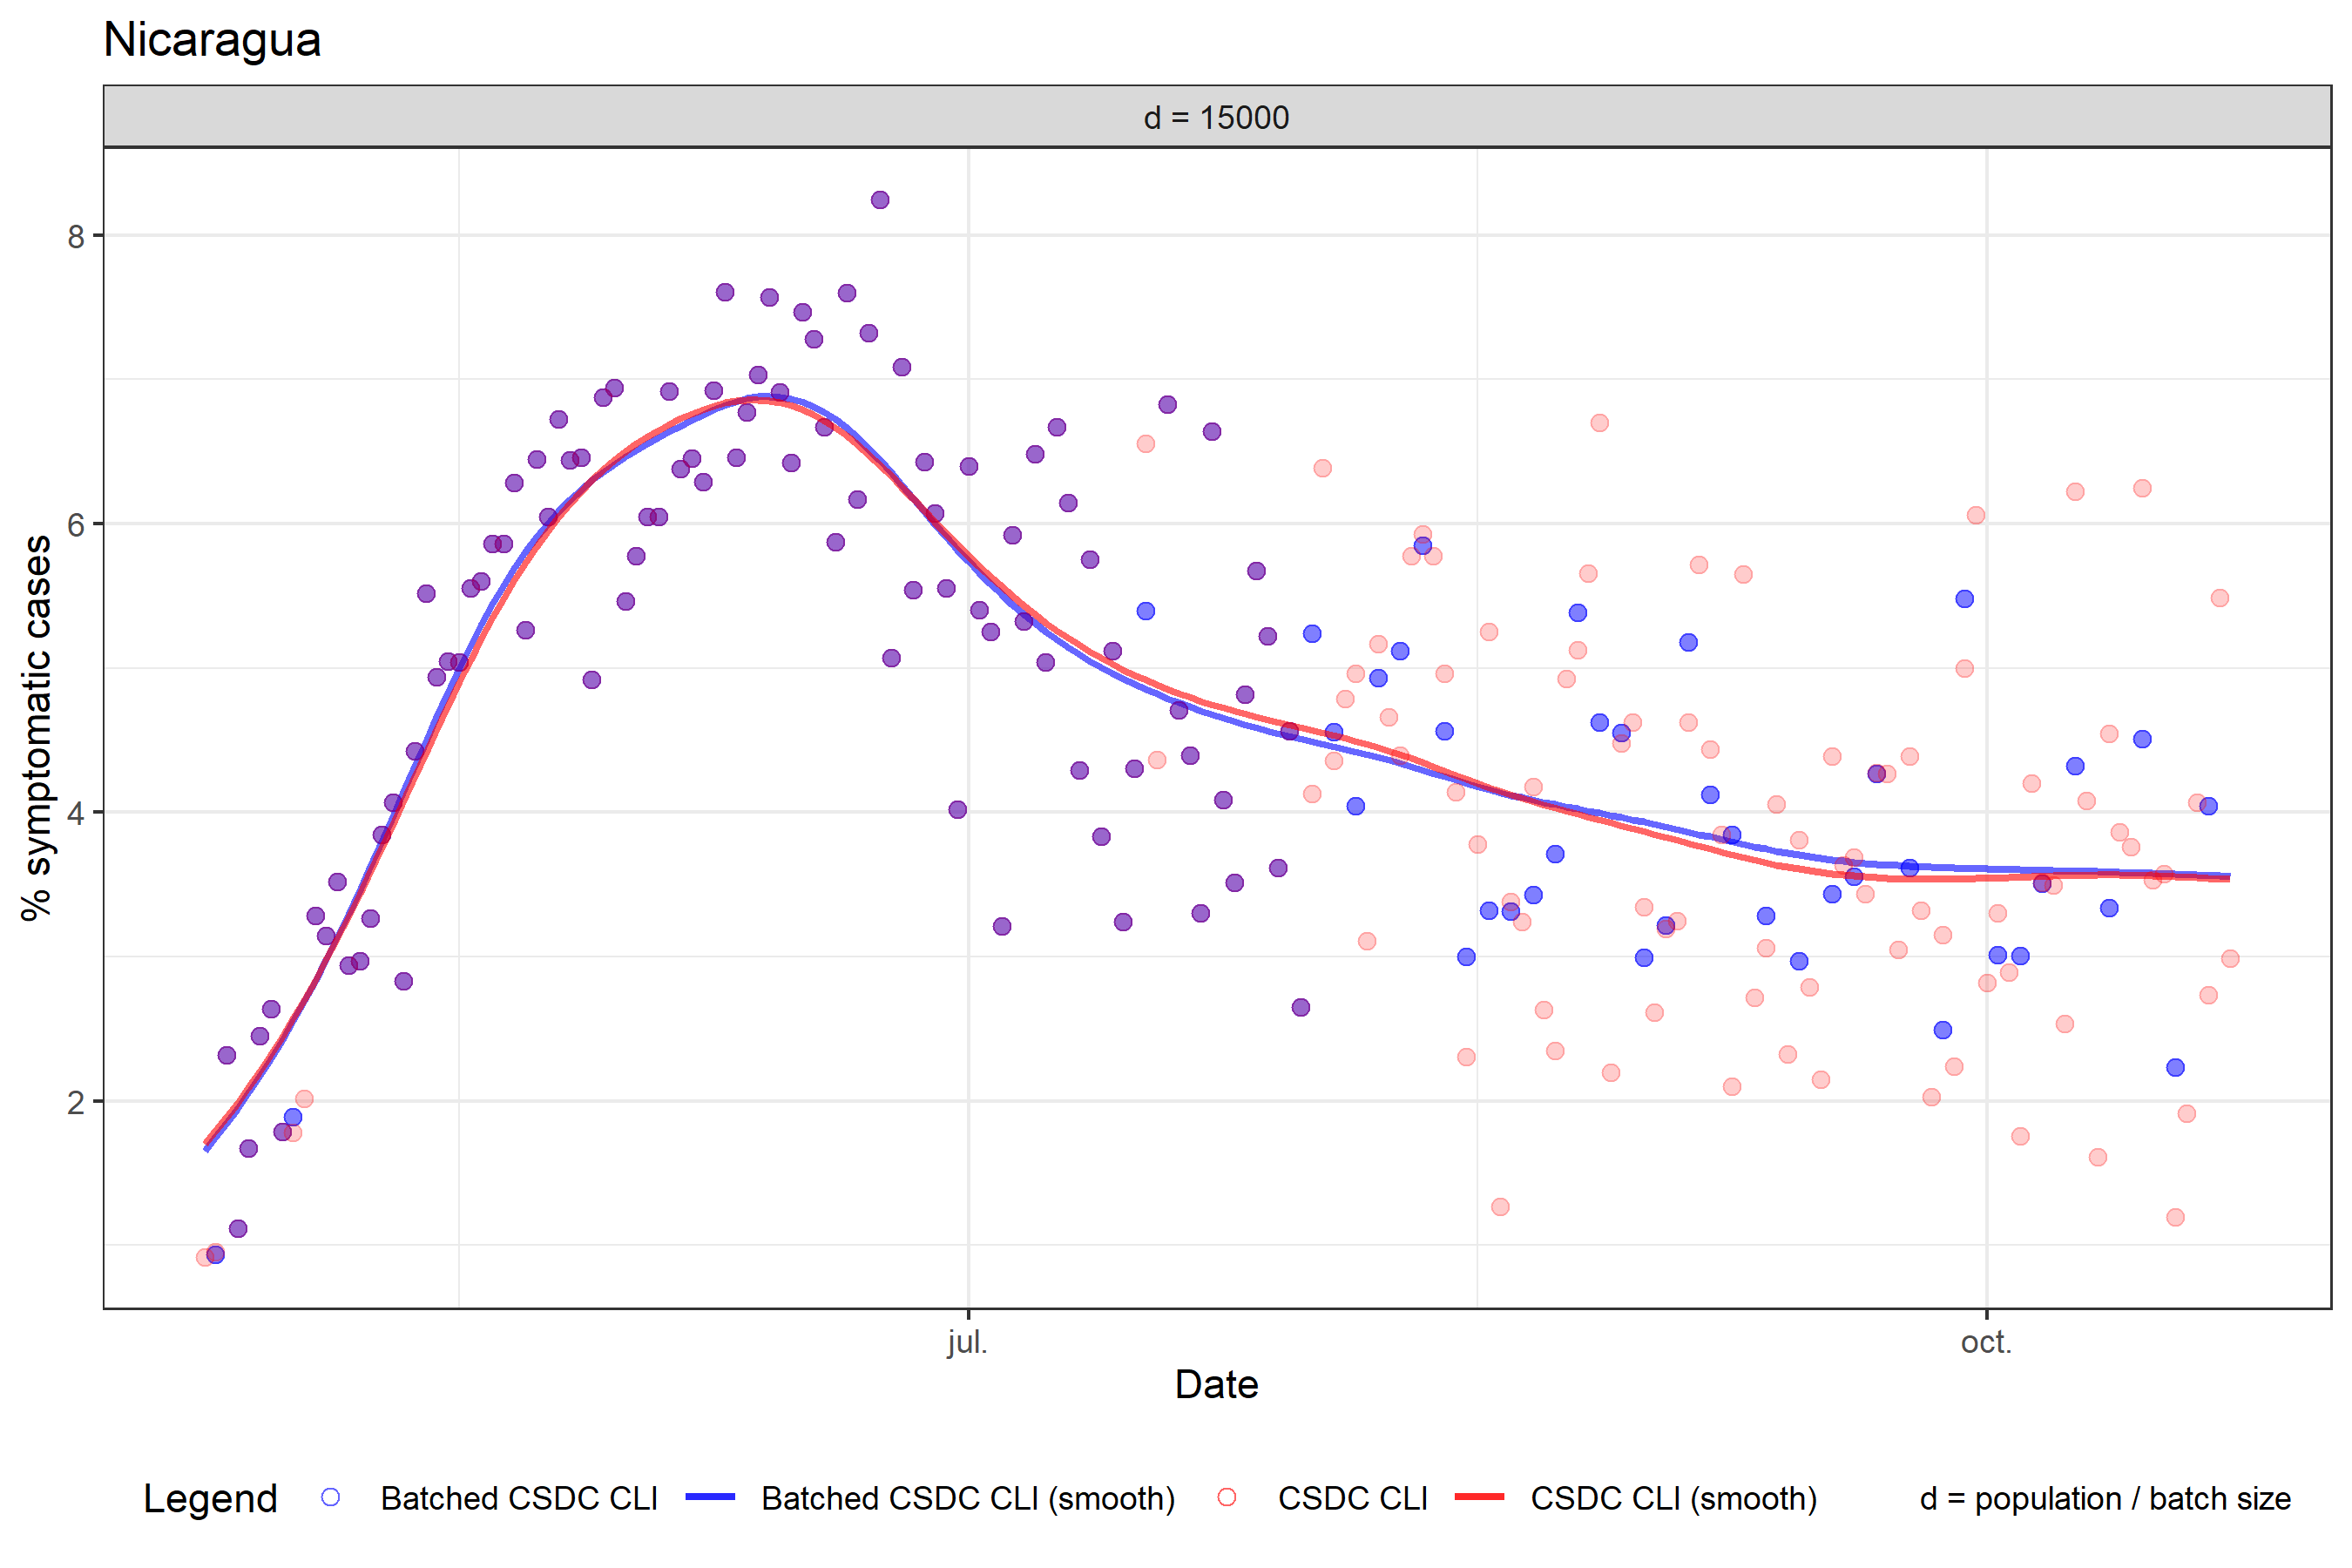 Nicaragua
d = 15000
8
6
4
2
% symptomatic cases
jul.
oct.
Date
Legend
Batched CSDC CLI
Batched CSDC CLI (smooth)
CSDC CLI
CSDC CLI (smooth)
d = population / batch size